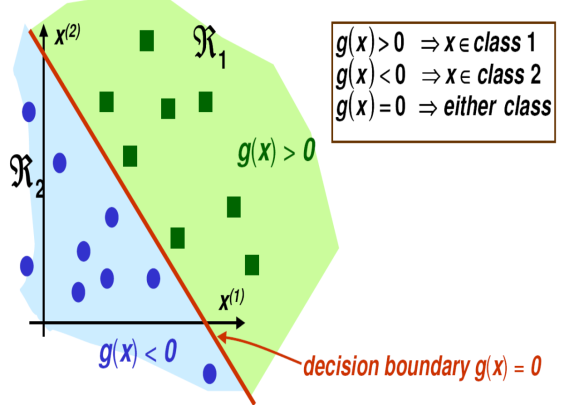 x(2)
ℜ1
g(x) > 0 ⇒ x ∈ class 1
g(x) < 0 ⇒ x ∈ class 2
g(x) = 0 ⇒ either class
g(x) > 0
ℜ2
x(1)
g(x) < 0
decision boundary g(x) = 0